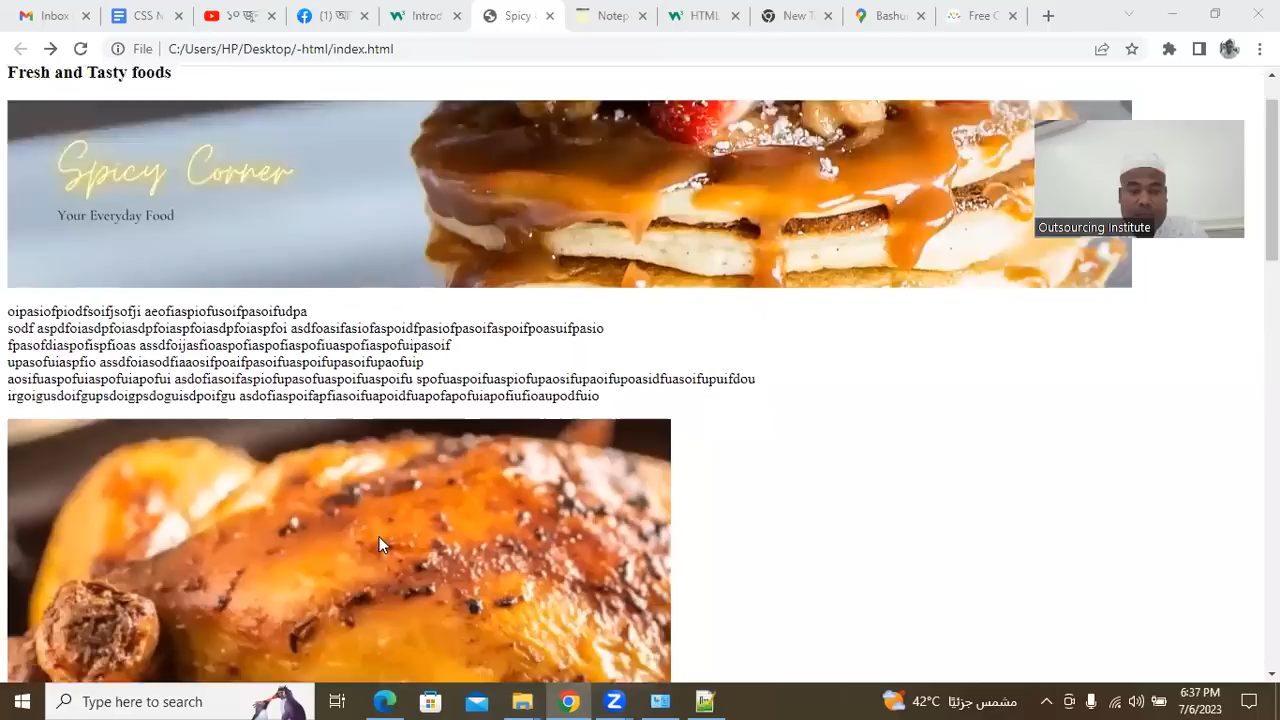 Inbox
CSS N
১০ জু
(1) আ
Introd
Spicy
Notep
HTML
New T
Bashu
Free C
File
C:/Users/HP/Desktop/-html/index.html
Fresh and Tasty foods
Spicy Corner
Your Everyday Food
Outsourcing Institute
oipasiofpiodfsoifjsofji aeofiaspiofusoifpasoifudpa
sodf aspdfoiasdpfoiasdpfoiaspfoiasdpfoiaspfoi asdfoasifasiofaspoidfpasiofpasoifaspoifpoasuifpasio
fpasofdiaspofispfioas assdfoijasfioaspofiaspofiaspofiuaspofiaspofuipasoif
upasofuiaspfio assdfoiasodfiaaosifpoaifpasoifuaspoifupasoifupaofuip
aosifuaspofuiaspofuiapofui asdofiasoifaspiofupasofuaspoifuaspoifu spofuaspoifuaspiofupaosifupaoifupoasidfuasoifupuifdou
irgoigusdoifgupsdoigpsdoguisdpoifgu asdofiaspoifapfiasoifuapoidfuapofapofuiapofiufioaupodfuio
Type here to search
42°C مشمس جزئيًا
6:37 PM
7/6/2023